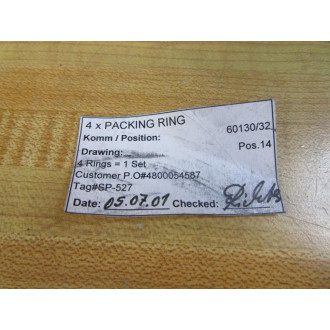 4 x PACKING RING
Komm / Position: 60130/32
Pos.14
Drawing:
4 Rings = 1 Set
Customer P.O#4800054587
Tag#SP-527
Date: 05.07.01 Checked: